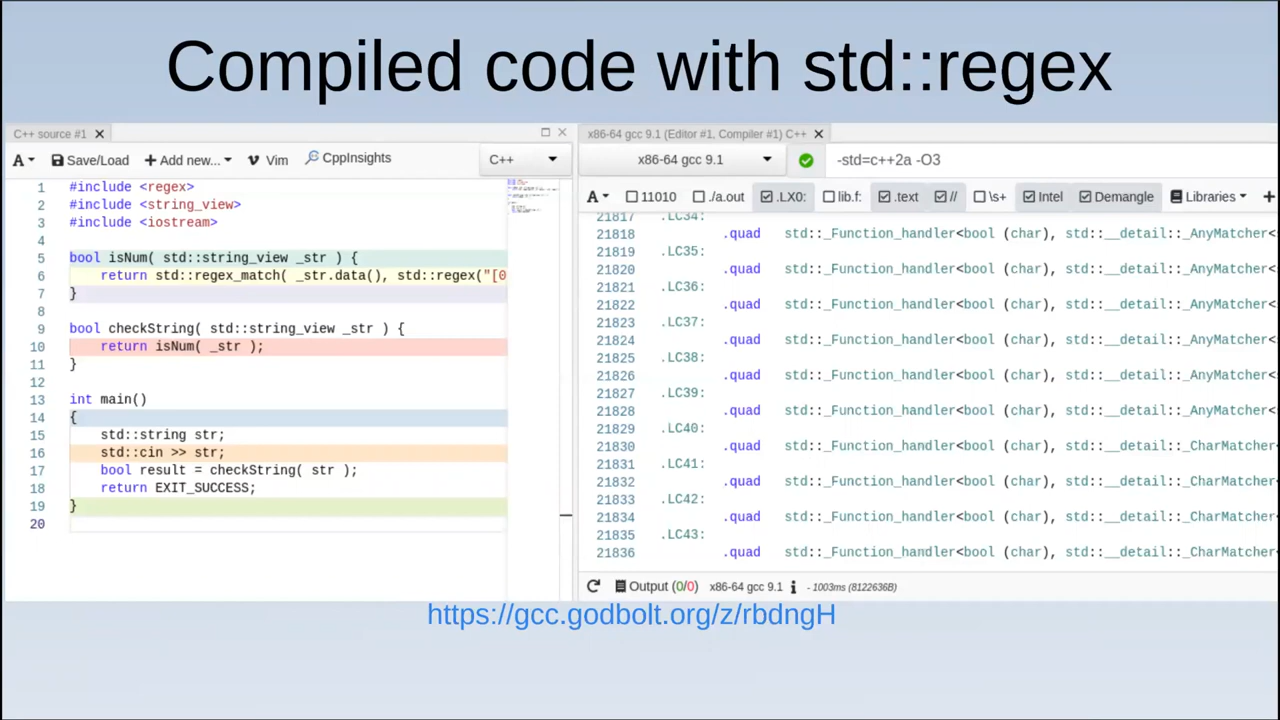 Compiled code with std::regex
C++ source #1
A Save/Load Add new... Vim CppInsights C++
1 #include <regex>
2 #include <string_view>
3 #include <iostream>
4
5 bool isNum( std::string_view _str ) {
6 return std::regex_match( _str.data(), std::regex("[0
7 }
8
9 bool checkString( std::string_view _str ) {
10 return isNum( _str );
11 }
12
13 int main()
14 {
15 std::string str;
16 std::cin >> str;
17 bool result = checkString( str );
18 return EXIT_SUCCESS;
19 }
20
x86-64 gcc 9.1 (Editor #1, Compiler #1) C++
x86-64 gcc 9.1 -std=c++2a -O3
A 11010 ./a.out .LX0: lib.f: .text // \s+ Intel Demangle Libraries +
21817 .LC34:
21818 .quad std::_Function_handler<bool (char), std::__detail::_AnyMatcher<
21819 .LC35:
21820 .quad std::_Function_handler<bool (char), std::__detail::_AnyMatcher<
21821 .LC36:
21822 .quad std::_Function_handler<bool (char), std::__detail::_AnyMatcher<
21823 .LC37:
21824 .quad std::_Function_handler<bool (char), std::__detail::_AnyMatcher<
21825 .LC38:
21826 .quad std::_Function_handler<bool (char), std::__detail::_AnyMatcher<
21827 .LC39:
21828 .quad std::_Function_handler<bool (char), std::__detail::_AnyMatcher<
21829 .LC40:
21830 .quad std::_Function_handler<bool (char), std::__detail::_CharMatcher
21831 .LC41:
21832 .quad std::_Function_handler<bool (char), std::__detail::_CharMatcher
21833 .LC42:
21834 .quad std::_Function_handler<bool (char), std::__detail::_CharMatcher
21835 .LC43:
21836 .quad std::_Function_handler<bool (char), std::__detail::_CharMatcher
Output (0/0) x86-64 gcc 9.1 i - 1003ms (8122636B)
https://gcc.godbolt.org/z/rbdngH